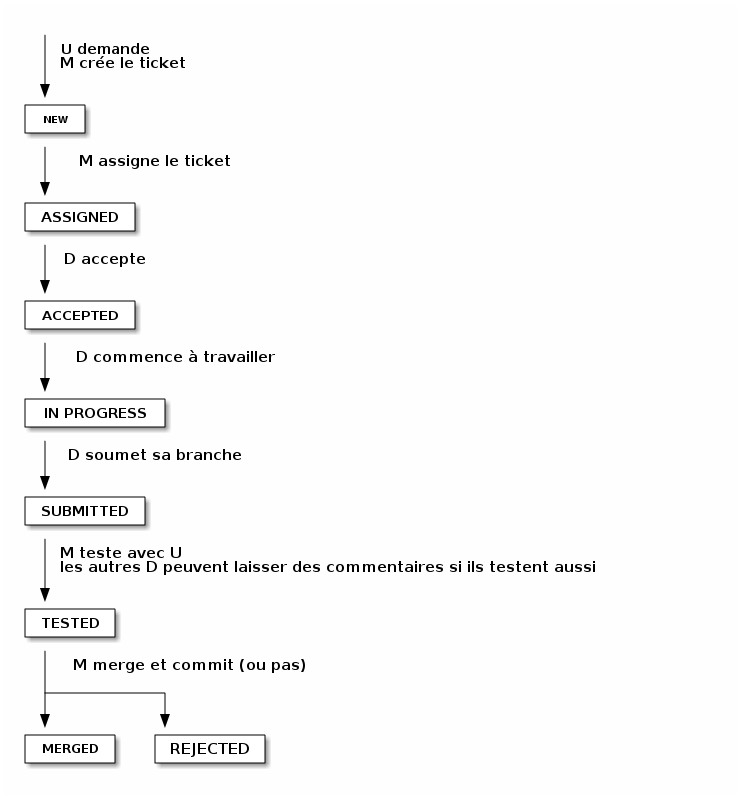 U demande
M crée le ticket
NEW
M assigne le ticket
ASSIGNED
D accepte
ACCEPTED
D commence à travailler
IN PROGRESS
D soumet sa branche
SUBMITTED
M teste avec U
les autres D peuvent laisser des commentaires si ils testent aussi
TESTED
M merge et commit (ou pas)
MERGED
REJECTED